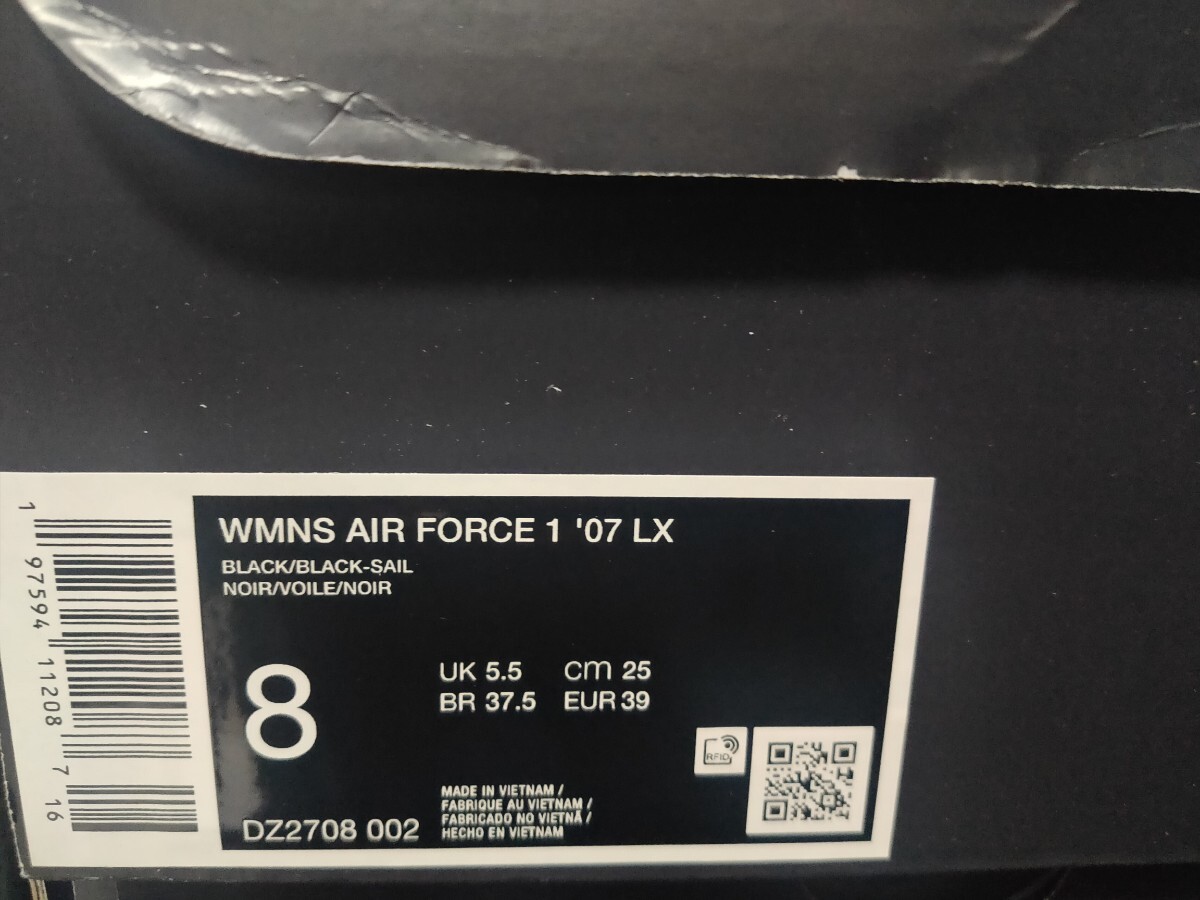 WMNS AIR FORCE 1 '07 LX
BLACK/BLACK-SAIL
NOIR/VOILE/NOIR
8
UK 5.5 cm 25
BR 37.5 EUR 39
RFID
MADE IN VIETNAM /
FABRIQUE AU VIETNAM /
FABRICADO NO VIETNÃ /
HECHO EN VIETNAM
DZ2708 002
1 97594 11208 7 16